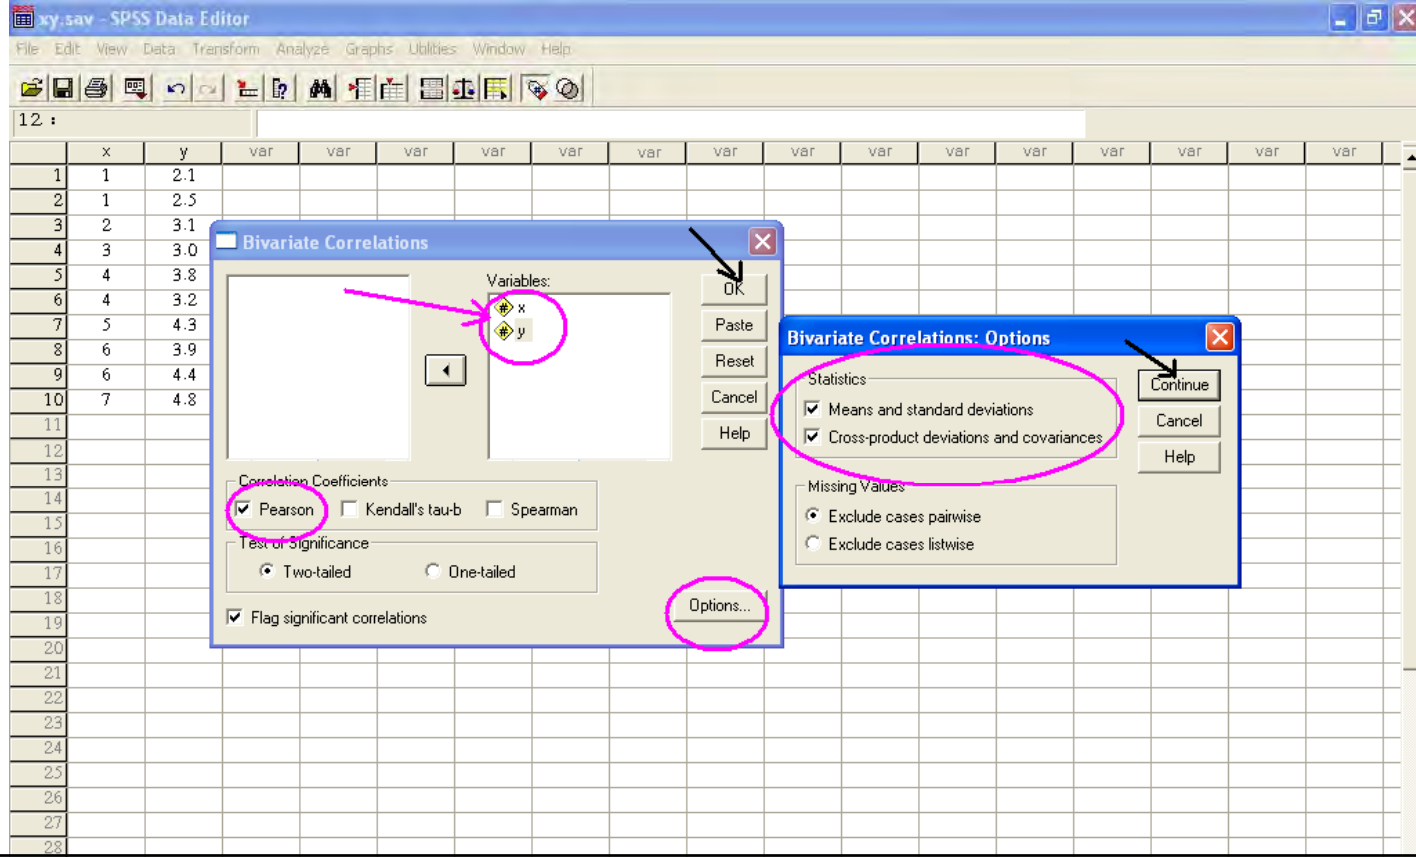 xy.sav - SPSS Data Editor
File Edit View Data Transform Analyze Graphs Utilities Window Help
12 :
x y var var var var var var var var var var var var var var var
1 1 2.1
2 1 2.5
3 2 3.1
4 3 3.0
5 4 3.8
6 4 3.2
7 5 4.3
8 6 3.9
9 6 4.4
10 7 4.8
11
12
13
14
15
16
17
18
19
20
21
22
23
24
25
26
27
28
Bivariate Correlations
Variables:
# x
# y
OK
Paste
Reset
Cancel
Help
Correlation Coefficients
Pearson Kendall's tau-b Spearman
Test of Significance
Two-tailed One-tailed
Flag significant correlations
Options...
Bivariate Correlations: Options
Statistics
Means and standard deviations
Cross-product deviations and covariances
Missing Values
Exclude cases pairwise
Exclude cases listwise
Continue
Cancel
Help